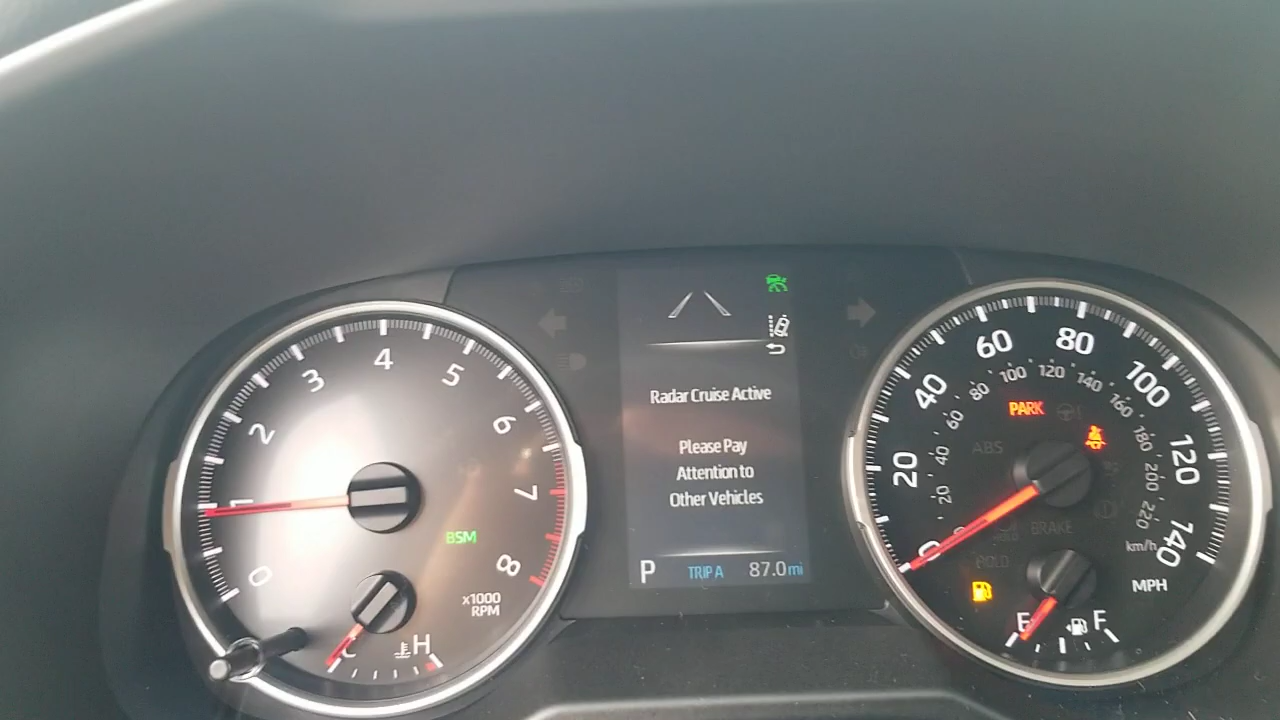 Radar Cruise Active
Please Pay
Attention to
Other Vehicles
P TRIP A 87.0 mi
0 1 2 3 4 5 6 7 8
x1000
RPM
BSM
C H
0 20 40 60 80 100 120 140
20 40 60 80 100 120 140 160 180 200 220
km/h
MPH
PARK
ABS
BRAKE
HOLD
HOLD
E F